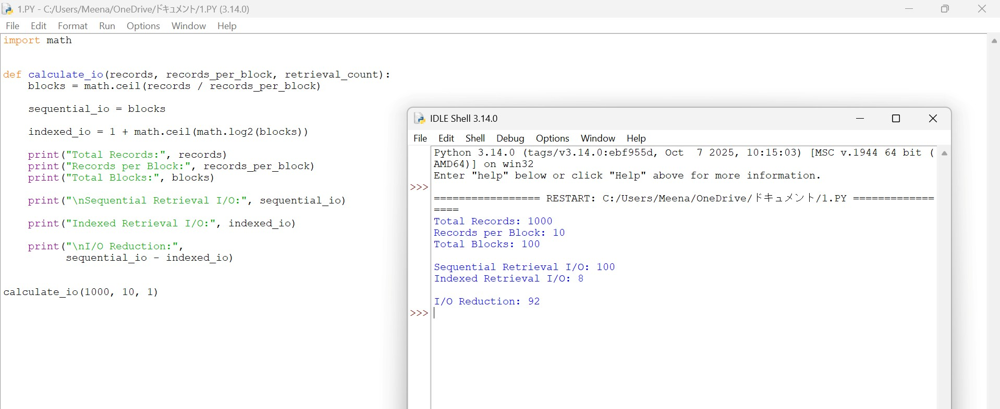 1.PY - C:/Users/Meena/OneDrive/ドキュメント/1.PY (3.14.0)
File Edit Format Run Options Window Help
import math
def calculate_io(records, records_per_block, retrieval_count):
    blocks = math.ceil(records / records_per_block)
    sequential_io = blocks
    indexed_io = 1 + math.ceil(math.log2(blocks))
    print("Total Records:", records)
    print("Records per Block:", records_per_block)
    print("Total Blocks:", blocks)
    print("\nSequential Retrieval I/O:", sequential_io)
    print("Indexed Retrieval I/O:", indexed_io)
    print("\nI/O Reduction:",
          sequential_io - indexed_io)
calculate_io(1000, 10, 1)
IDLE Shell 3.14.0
File Edit Shell Debug Options Window Help
Python 3.14.0 (tags/v3.14.0:ebf955d, Oct  7 2025, 10:15:03) [MSC v.1944 64 bit (
AMD64)] on win32
Enter "help" below or click "Help" above for more information.
>>>
================= RESTART: C:/Users/Meena/OneDrive/ドキュメント/1.PY =============
====
Total Records: 1000
Records per Block: 10
Total Blocks: 100
Sequential Retrieval I/O: 100
Indexed Retrieval I/O: 8
I/O Reduction: 92
>>>